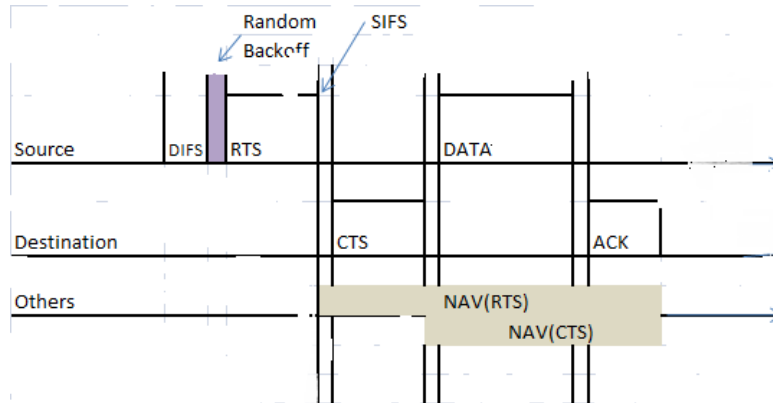 Random
Backoff
SIFS
Source
DIFS
RTS
DATA
Destination
CTS
ACK
Others
NAV(RTS)
NAV(CTS)